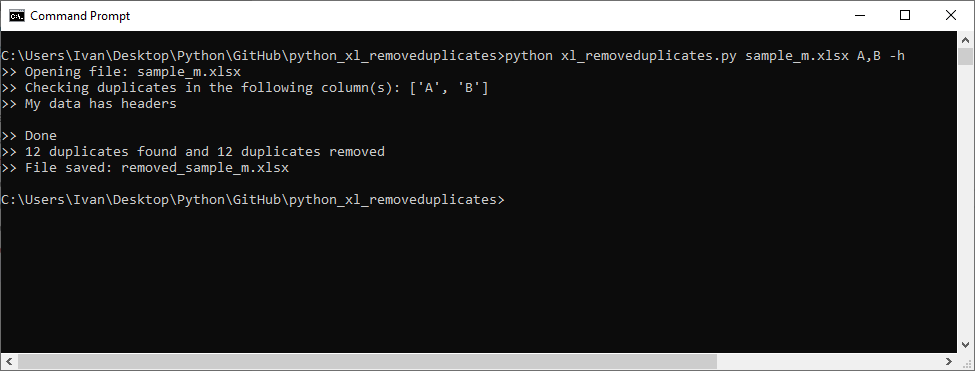 Command Prompt
C:\Users\Ivan\Desktop\Python\GitHub\python_xl_removeduplicates>python xl_removeduplicates.py sample_m.xlsx A,B -h
>> Opening file: sample_m.xlsx
>> Checking duplicates in the following column(s): ['A', 'B']
>> My data has headers
>> Done
>> 12 duplicates found and 12 duplicates removed
>> File saved: removed_sample_m.xlsx
C:\Users\Ivan\Desktop\Python\GitHub\python_xl_removeduplicates>